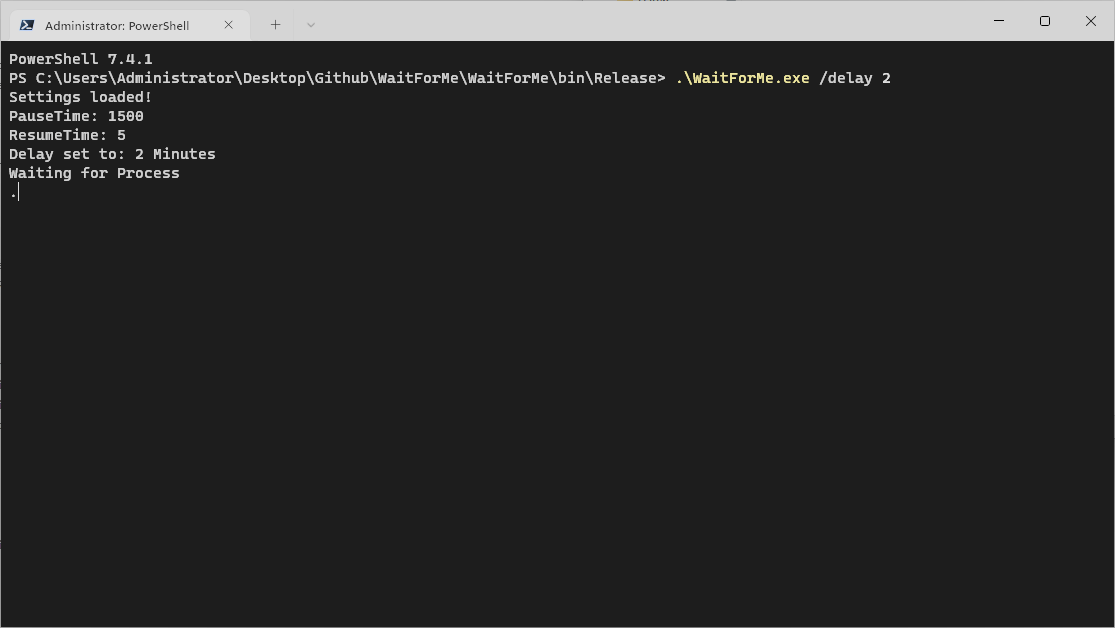 Administrator: PowerShell
PowerShell 7.4.1
PS C:\Users\Administrator\Desktop\Github\WaitForMe\WaitForMe\bin\Release> .\WaitForMe.exe /delay 2
Settings loaded!
PauseTime: 1500
ResumeTime: 5
Delay set to: 2 Minutes
Waiting for Process
.